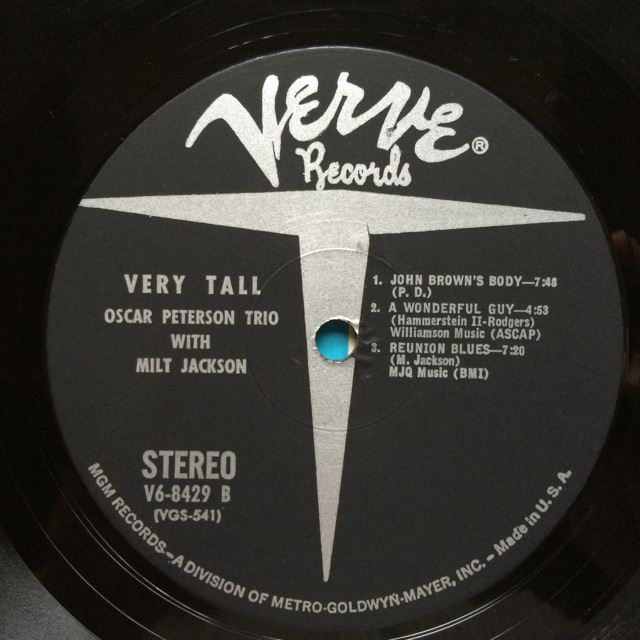 Verve®
Records
VERY TALL
OSCAR PETERSON TRIO
WITH
MILT JACKSON
1. JOHN BROWN'S BODY—7:48
(P. D.)
2. A WONDERFUL GUY—4:53
(Hammerstein II-Rodgers)
Williamson Music (ASCAP)
3. REUNION BLUES—7:20
(M. Jackson)
MJQ Music (BMI)
STEREO
V6-8429 B
(VGS-541)
MGM RECORDS—A DIVISION OF METRO-GOLDWYN-MAYER, INC. – Made in U. S. A.